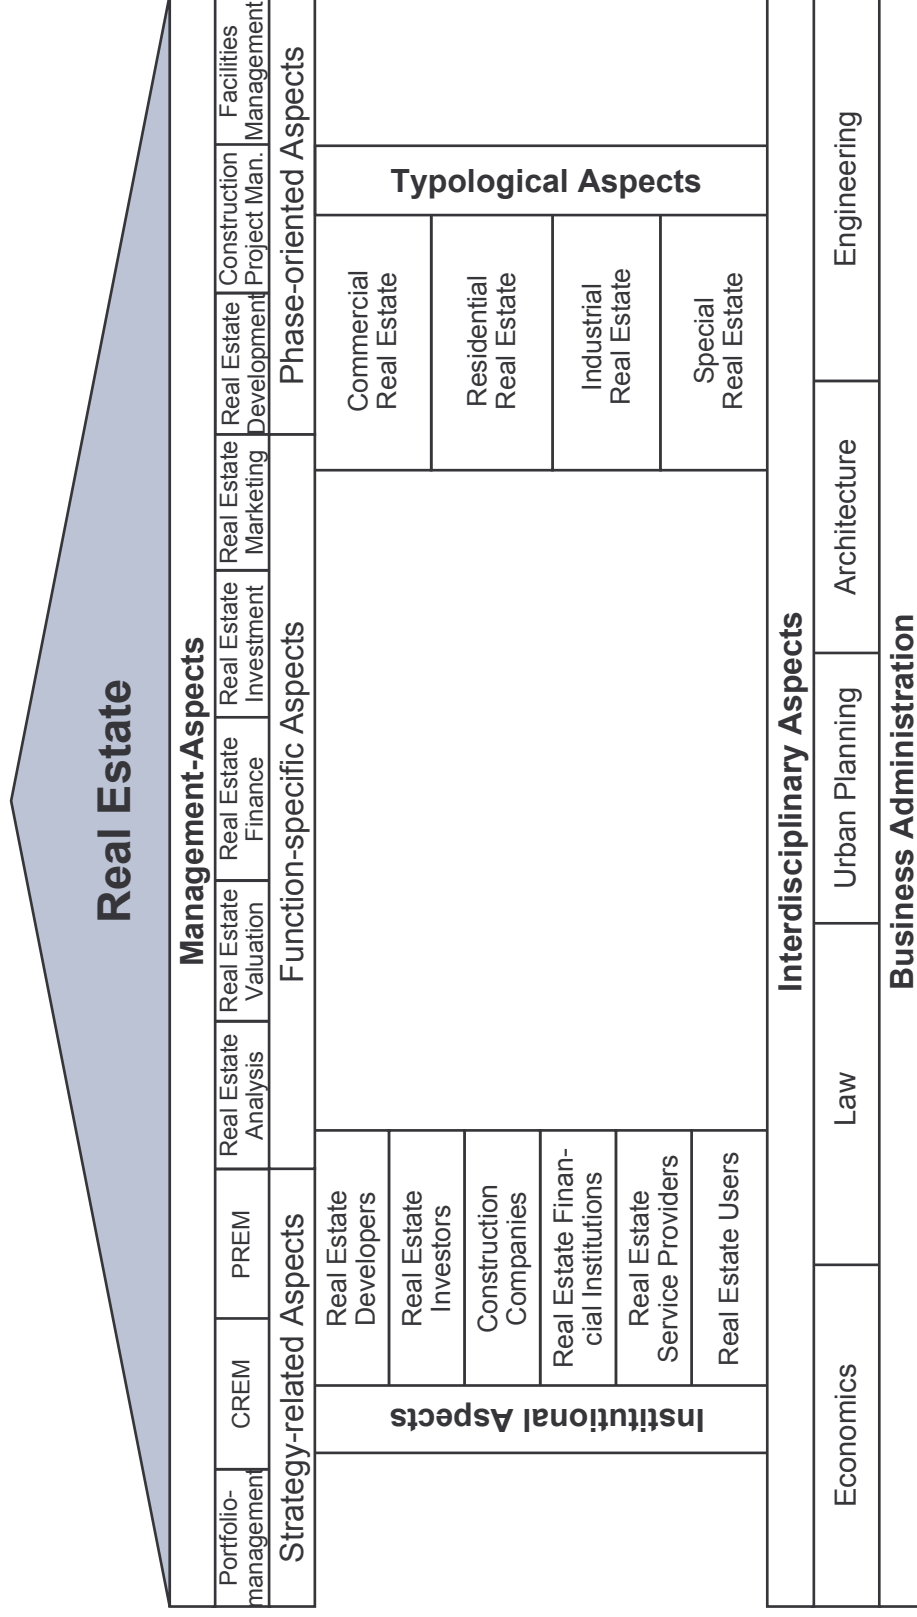 Real Estate
Management-Aspects
Portfolio-
management
CREM
PREM
Real Estate
Analysis
Real Estate
Valuation
Real Estate
Finance
Real Estate
Investment
Real Estate
Marketing
Real Estate
Development
Construction
Project Man.
Facilities
Management
Strategy-related Aspects
Function-specific Aspects
Phase-oriented Aspects
Institutional Aspects
Real Estate
Developers
Real Estate
Investors
Construction
Companies
Real Estate Finan-
cial Institutions
Real Estate
Service Providers
Real Estate Users
Commercial
Real Estate
Residential
Real Estate
Industrial
Real Estate
Special
Real Estate
Typological Aspects
Interdisciplinary Aspects
Economics
Law
Urban Planning
Architecture
Engineering
Business Administration